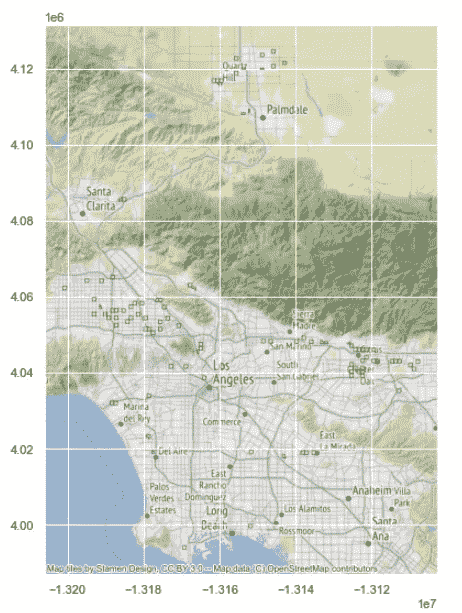 1e6
4.12
4.10
4.08
4.06
4.04
4.02
4.00
Quartz
Hill
Palmdale
Santa
Clarita
Sierra
Madre
San Marino
Los
Angeles
South
San Gabriel
Commerce
Marina
del Rey
Del Aire
East
La Mirada
East
Rancho
Dominguez
Palos
Verdes
Estates
Long
Beach
Los Alamitos
Rossmoor
Anaheim
Villa
Park
Santa
Ana
Map tiles by Stamen Design, CC BY 3.0 -- Map data (C) OpenStreetMap contributors
−1.320
−1.318
−1.316
−1.314
−1.312
1e7